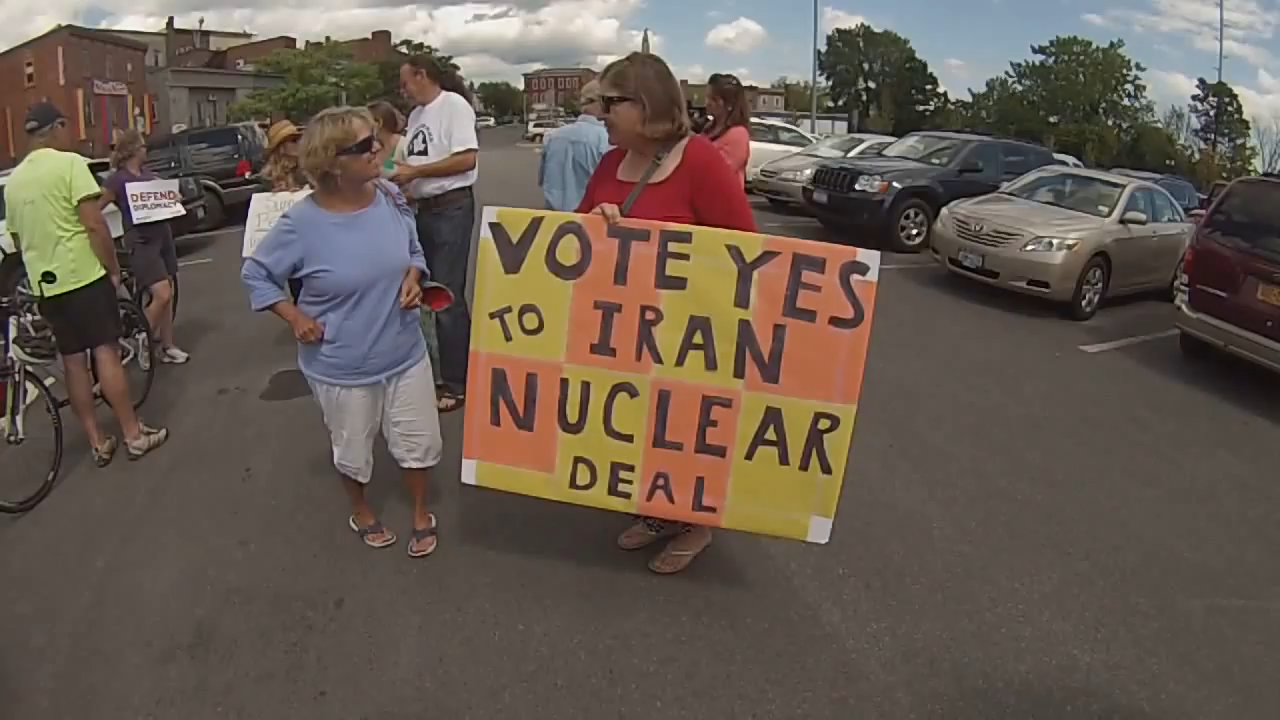 VOTE YES
TO IRAN
NUCLEAR
DEAL
DEFEND
DIPLOMACY